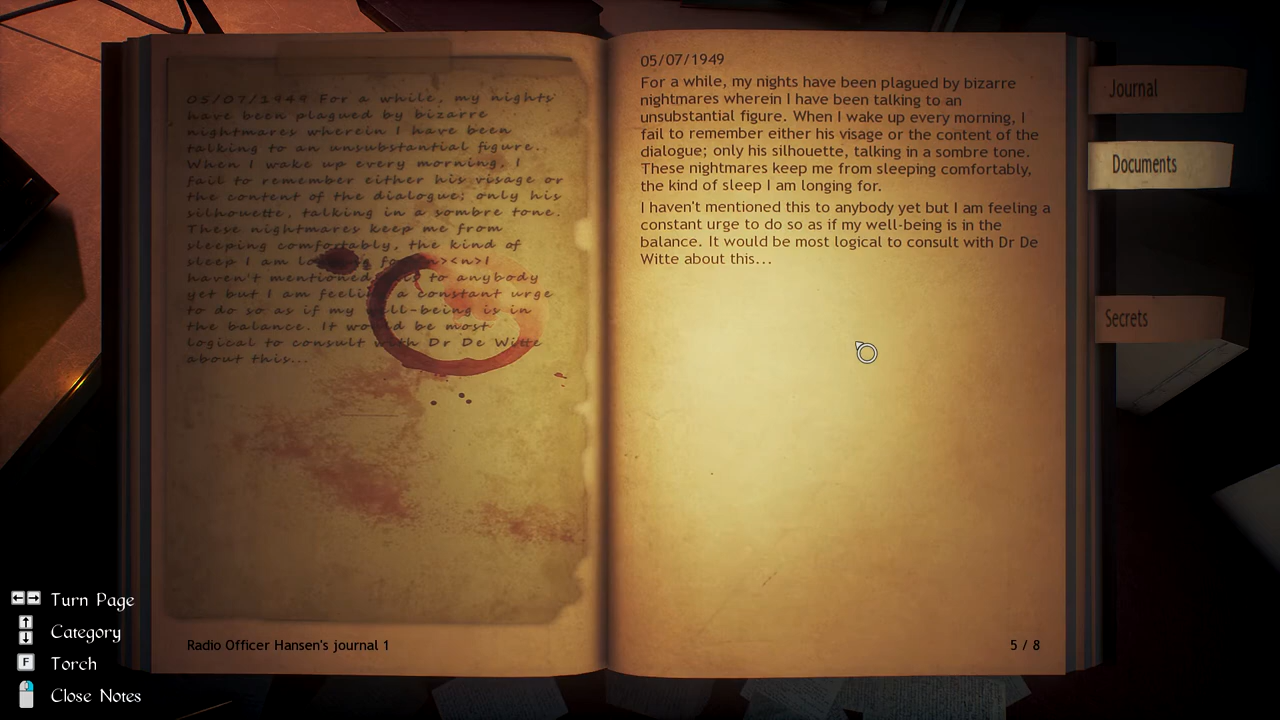 05/07/1949 For a while, my nights
have been plagued by bizarre
nightmares wherein I have been
talking to an unsubstantial figure.
When I wake up every morning, I
fail to remember either his visage or
the content of the dialogue; only his
silhouette, talking in a sombre tone.
These nightmares keep me from
sleeping comfortably, the kind of
sleep I am fo n><n>I
haven't mentioned to anybody
yet but I am feeling a constant urge
to do so as if my well-being is in
the balance. It would be most
logical to consult with Dr De Witte
about this...
Radio Officer Hansen's journal 1
05/07/1949
For a while, my nights have been plagued by bizarre
nightmares wherein I have been talking to an
unsubstantial figure. When I wake up every morning, I
fail to remember either his visage or the content of the
dialogue; only his silhouette, talking in a sombre tone.
These nightmares keep me from sleeping comfortably,
the kind of sleep I am longing for.
I haven't mentioned this to anybody yet but I am feeling a
constant urge to do so as if my well-being is in the
balance. It would be most logical to consult with Dr De
Witte about this...
5 / 8
Journal
Documents
Secrets
Turn Page
Category
F Torch
Close Notes